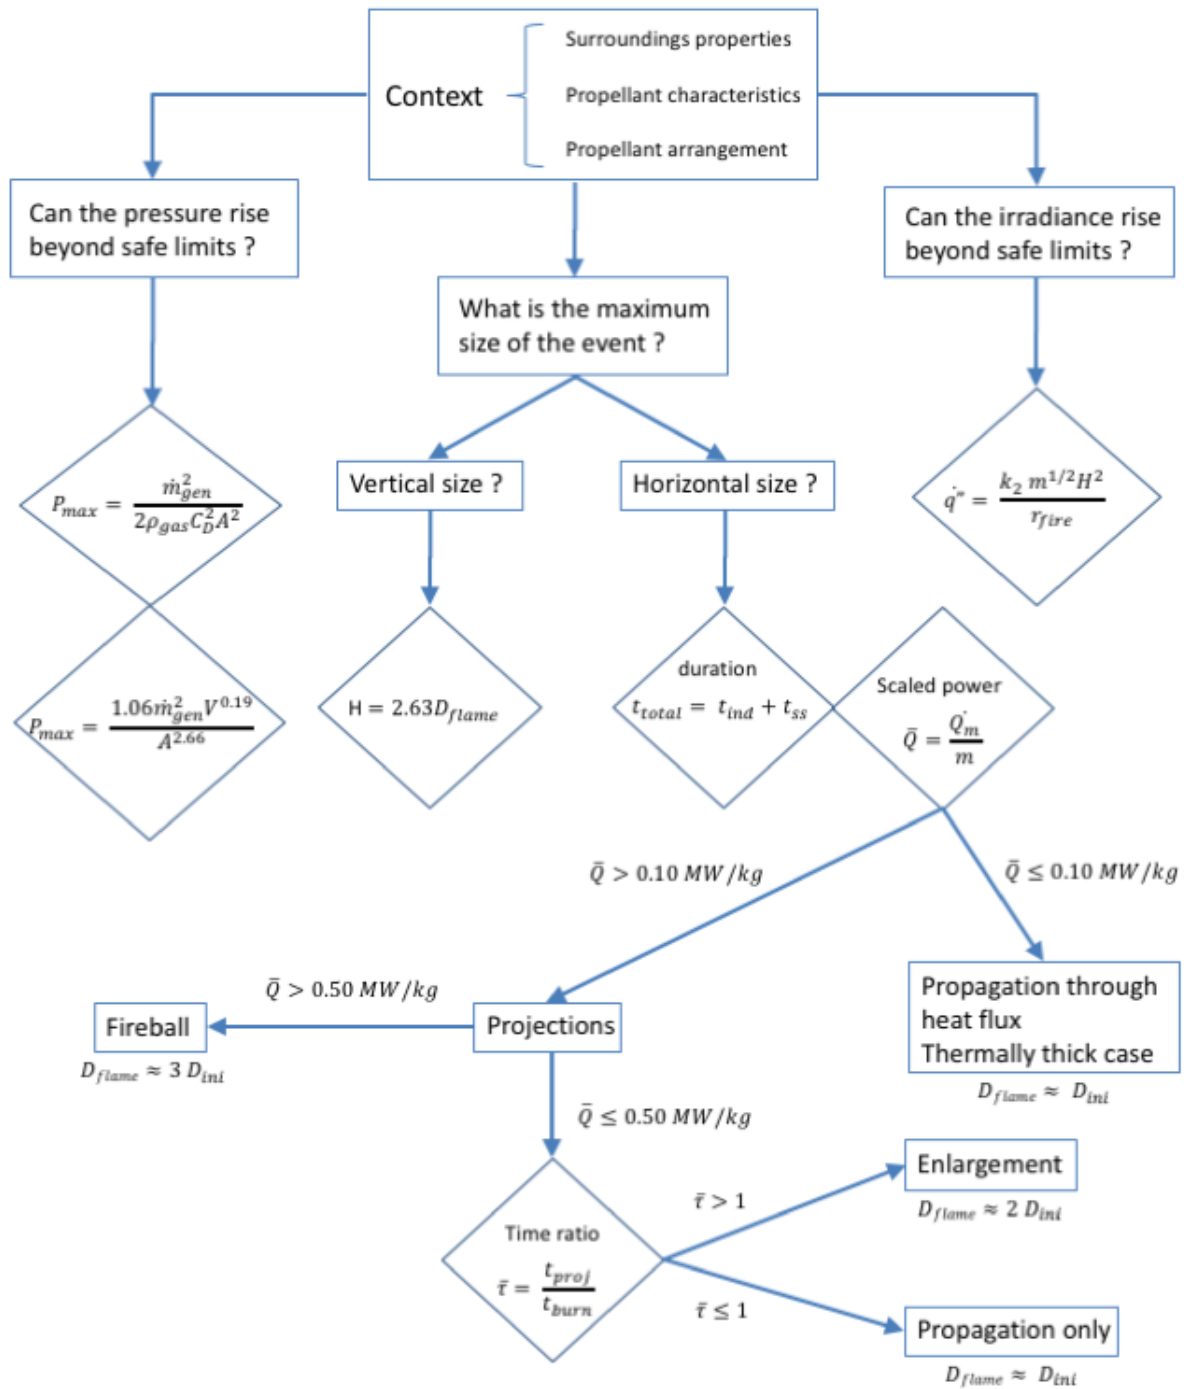 Context
Surroundings properties
Propellant characteristics
Propellant arrangement
Can the pressure rise
beyond safe limits ?
What is the maximum
size of the event ?
Can the irradiance rise
beyond safe limits ?
Vertical size ?
Horizontal size ?
P_max = ṁ²_gen / 2ρ_gas C²_D A²
P_max = 1.06ṁ²_gen V^0.19 / A^2.66
H = 2.63D_flame
duration
t_total = t_ind + t_ss
Scaled power
Q̄ = Q̇_m / m
q̇" = k₂ m^1/2 H² / r_fire
Q̄ > 0.10 MW/kg
Q̄ ≤ 0.10 MW/kg
Propagation through
heat flux
Thermally thick case
D_flame ≈ D_ini
Projections
Q̄ > 0.50 MW/kg
Fireball
D_flame ≈ 3 D_ini
Q̄ ≤ 0.50 MW/kg
Time ratio
τ̄ = t_proj / t_burn
τ̄ > 1
Enlargement
D_flame ≈ 2 D_ini
τ̄ ≤ 1
Propagation only
D_flame ≈ D_ini